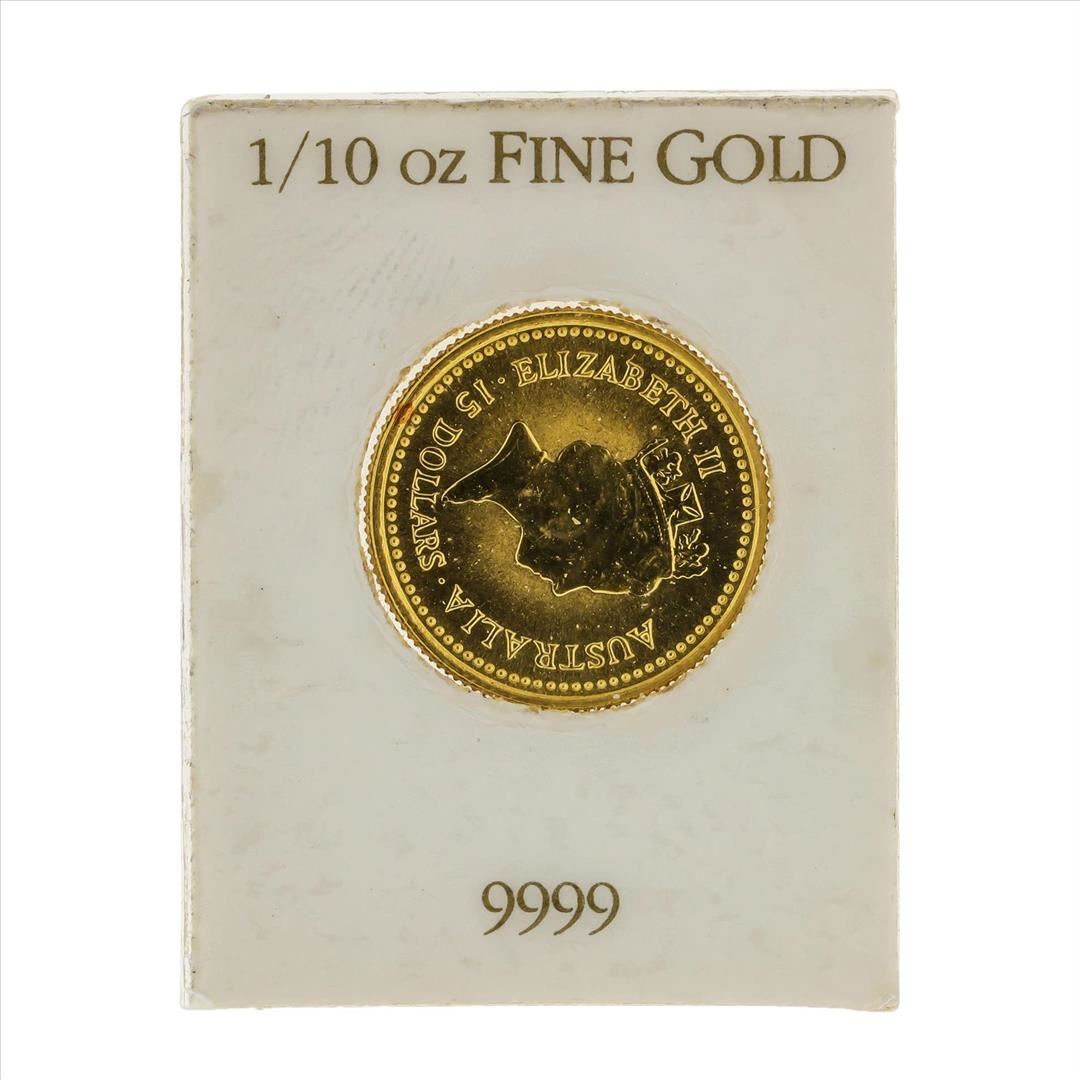 1/10 oz FINE GOLD
ELIZABETH II
AUSTRALIA · 15 DOLLARS ·
9999